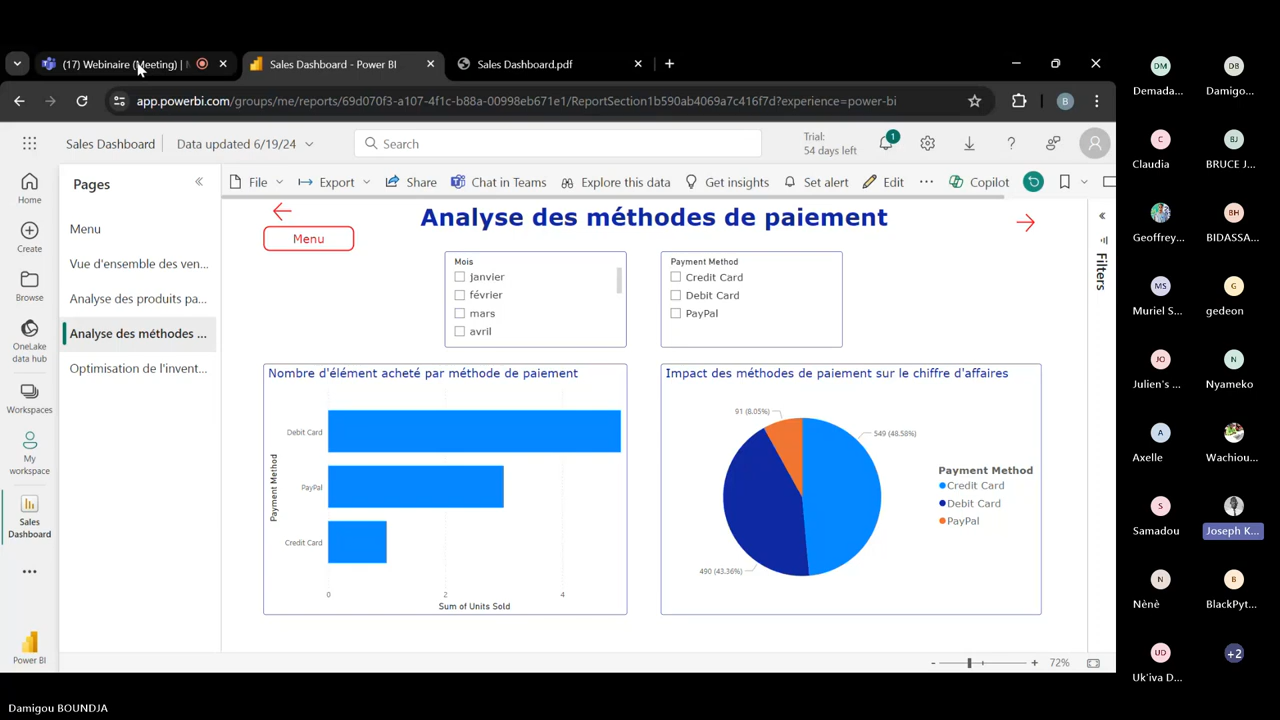 (17) Webinaire (Meeting) |
Sales Dashboard - Power BI
Sales Dashboard.pdf
app.powerbi.com/groups/me/reports/69d070f3-a107-4f1c-b88a-00998eb671e1/ReportSection1b590ab4069a7c416f7d?experience=power-bi
B
Sales Dashboard
Data updated 6/19/24
Search
Trial:
54 days left
1
Home
Create
Browse
OneLake
data hub
Workspaces
My
workspace
Sales
Dashboard
Power BI
Pages
Menu
Vue d'ensemble des ven...
Analyse des produits pa...
Analyse des méthodes ...
Optimisation de l'invent...
File
Export
Share
Chat in Teams
Explore this data
Get insights
Set alert
Edit
Copilot
Menu
Analyse des méthodes de paiement
Mois
janvier
février
mars
avril
Payment Method
Credit Card
Debit Card
PayPal
Nombre d'élément acheté par méthode de paiement
Payment Method
Debit Card
PayPal
Credit Card
0
2
4
Sum of Units Sold
Impact des méthodes de paiement sur le chiffre d'affaires
91 (8.05%)
549 (48.58%)
490 (43.36%)
Payment Method
Credit Card
Debit Card
PayPal
Filters
72%
DM
Demada...
DB
Damigo...
C
Claudia
BJ
BRUCE J...
Geoffrey...
BH
BIDASSA...
MS
Muriel S...
G
gedeon
JO
Julien's ...
N
Nyameko
A
Axelle
Wachiou...
S
Samadou
Joseph K...
N
Nènè
B
BlackPyt...
UD
Uk'iva D...
+2
Damigou BOUNDJA